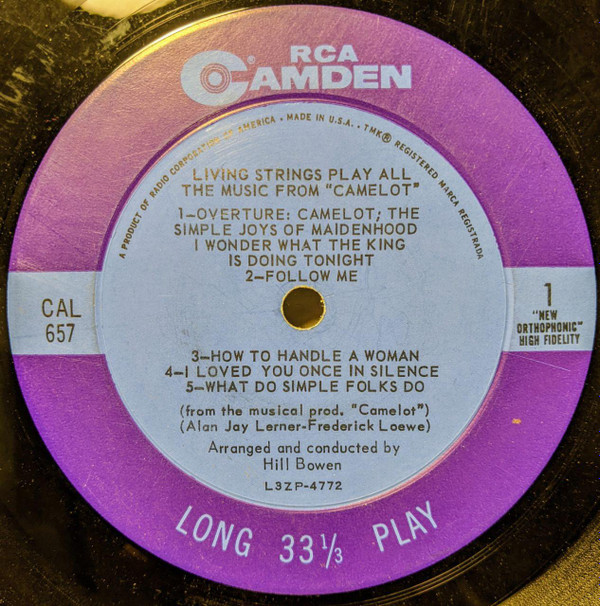 RCA
CAMDEN
A PRODUCT OF RADIO CORPORATION OF AMERICA • MADE IN U.S.A. • TMK® REGISTERED MARCA REGISTRADA
LIVING STRINGS PLAY ALL
THE MUSIC FROM "CAMELOT"
1—OVERTURE: CAMELOT; THE
SIMPLE JOYS OF MAIDENHOOD
I WONDER WHAT THE KING
IS DOING TONIGHT
2—FOLLOW ME
CAL
657
1
"NEW
ORTHOPHONIC"
HIGH FIDELITY
3—HOW TO HANDLE A WOMAN
4—I LOVED YOU ONCE IN SILENCE
5—WHAT DO SIMPLE FOLKS DO
(from the musical prod. "Camelot")
(Alan Jay Lerner-Frederick Loewe)
Arranged and conducted by
Hill Bowen
L3ZP-4772
LONG 33⅓ PLAY